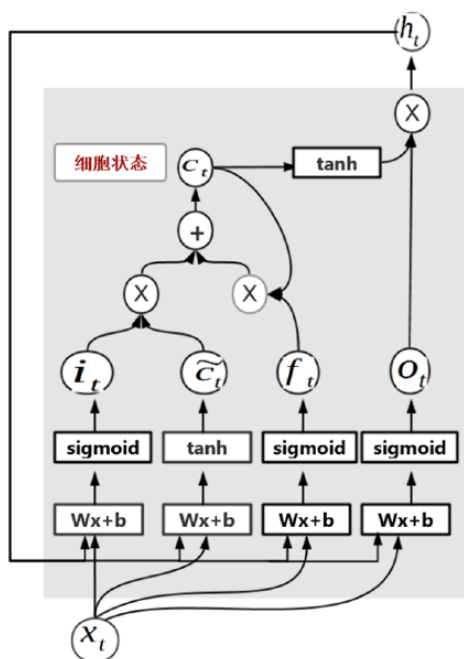 h_t
X
细胞状态
c_t
tanh
+
X
X
i_t
c̃_t
f_t
o_t
sigmoid
tanh
sigmoid
sigmoid
Wx+b
Wx+b
Wx+b
Wx+b
x_t